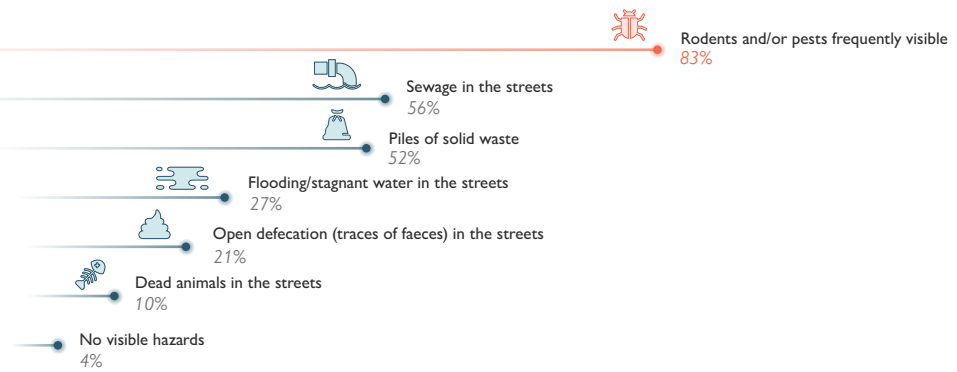 Rodents and/or pests frequently visible
83%
Sewage in the streets
56%
Piles of solid waste
52%
Flooding/stagnant water in the streets
27%
Open defecation (traces of faeces) in the streets
21%
Dead animals in the streets
10%
No visible hazards
4%